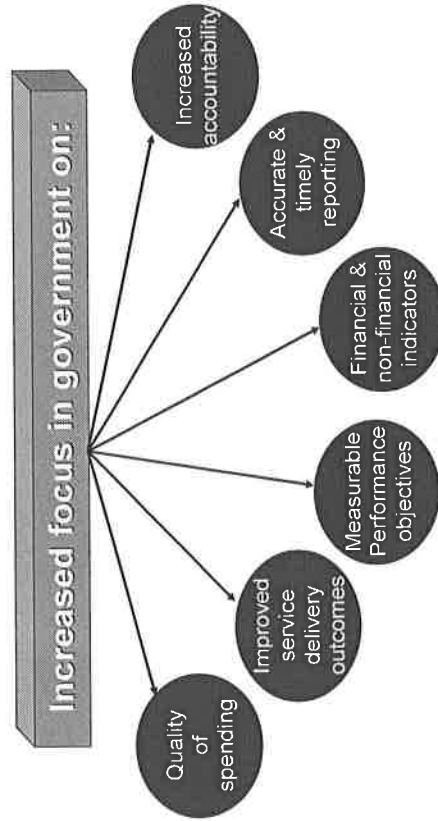 Increased focus in government on:
Quality
of
spending
Improved
service
delivery
outcomes
Measurable
Performance
objectives
Financial &
non-financial
indicators
Accurate &
timely
reporting
Increased
accountability